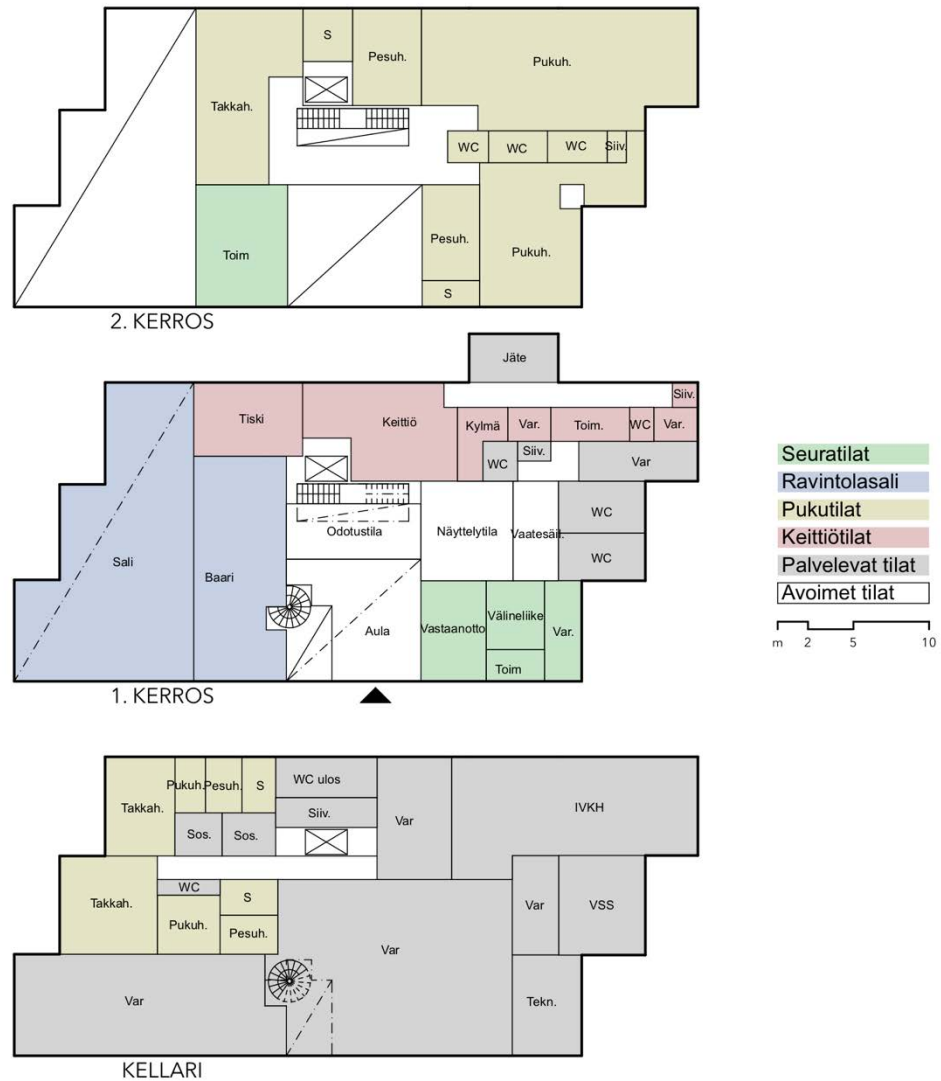 S
Pesuh.
Pukuh.
Takkah.
WC
WC
WC
Siiv.
Toim
Pesuh.
Pukuh.
S
2. KERROS
Jäte
Siiv.
Tiski
Keittiö
Kylmä
Var.
Toim.
WC
Var.
WC
Siiv.
Var
WC
Odotustila
Näyttelytila
Vaatesäil.
WC
Sali
Baari
Aula
Vastaanotto
Välineliike
Var.
Toim
1. KERROS
Seuratilat
Ravintolasali
Pukutilat
Keittiötilat
Palvelevat tilat
Avoimet tilat
m 2 5 10
Takkah.
Pukuh.
Pesuh.
S
WC ulos
Siiv.
Var
IVKH
Sos.
Sos.
Takkah.
WC
S
Pukuh.
Pesuh.
Var
Var
VSS
Var
Tekn.
KELLARI